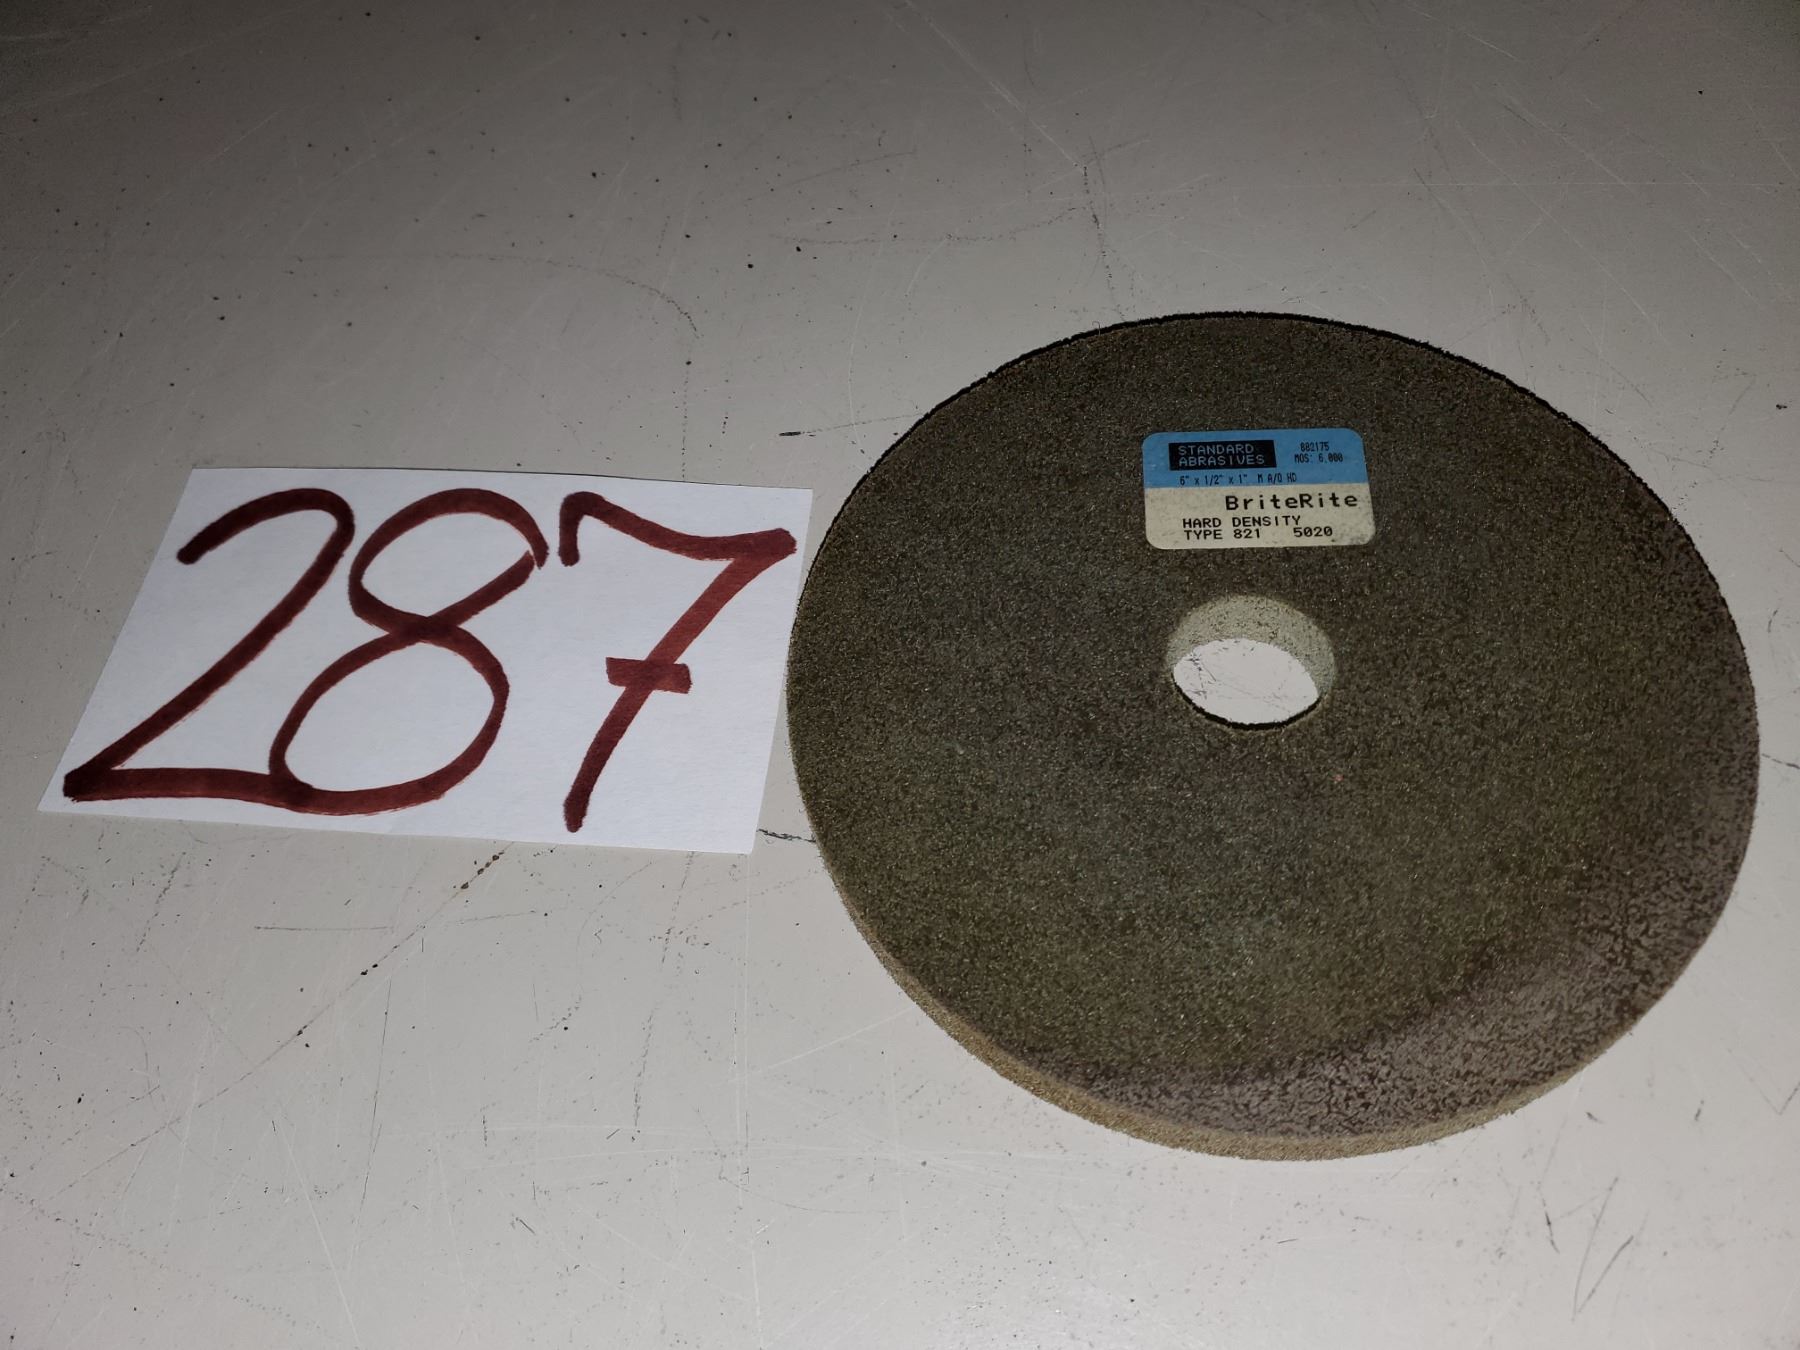 287
STANDARD
ABRASIVES
882175
MOS: 6,000
6" x 1/2" x 1" M A/O HD
BriteRite
HARD DENSITY
TYPE 821 5020